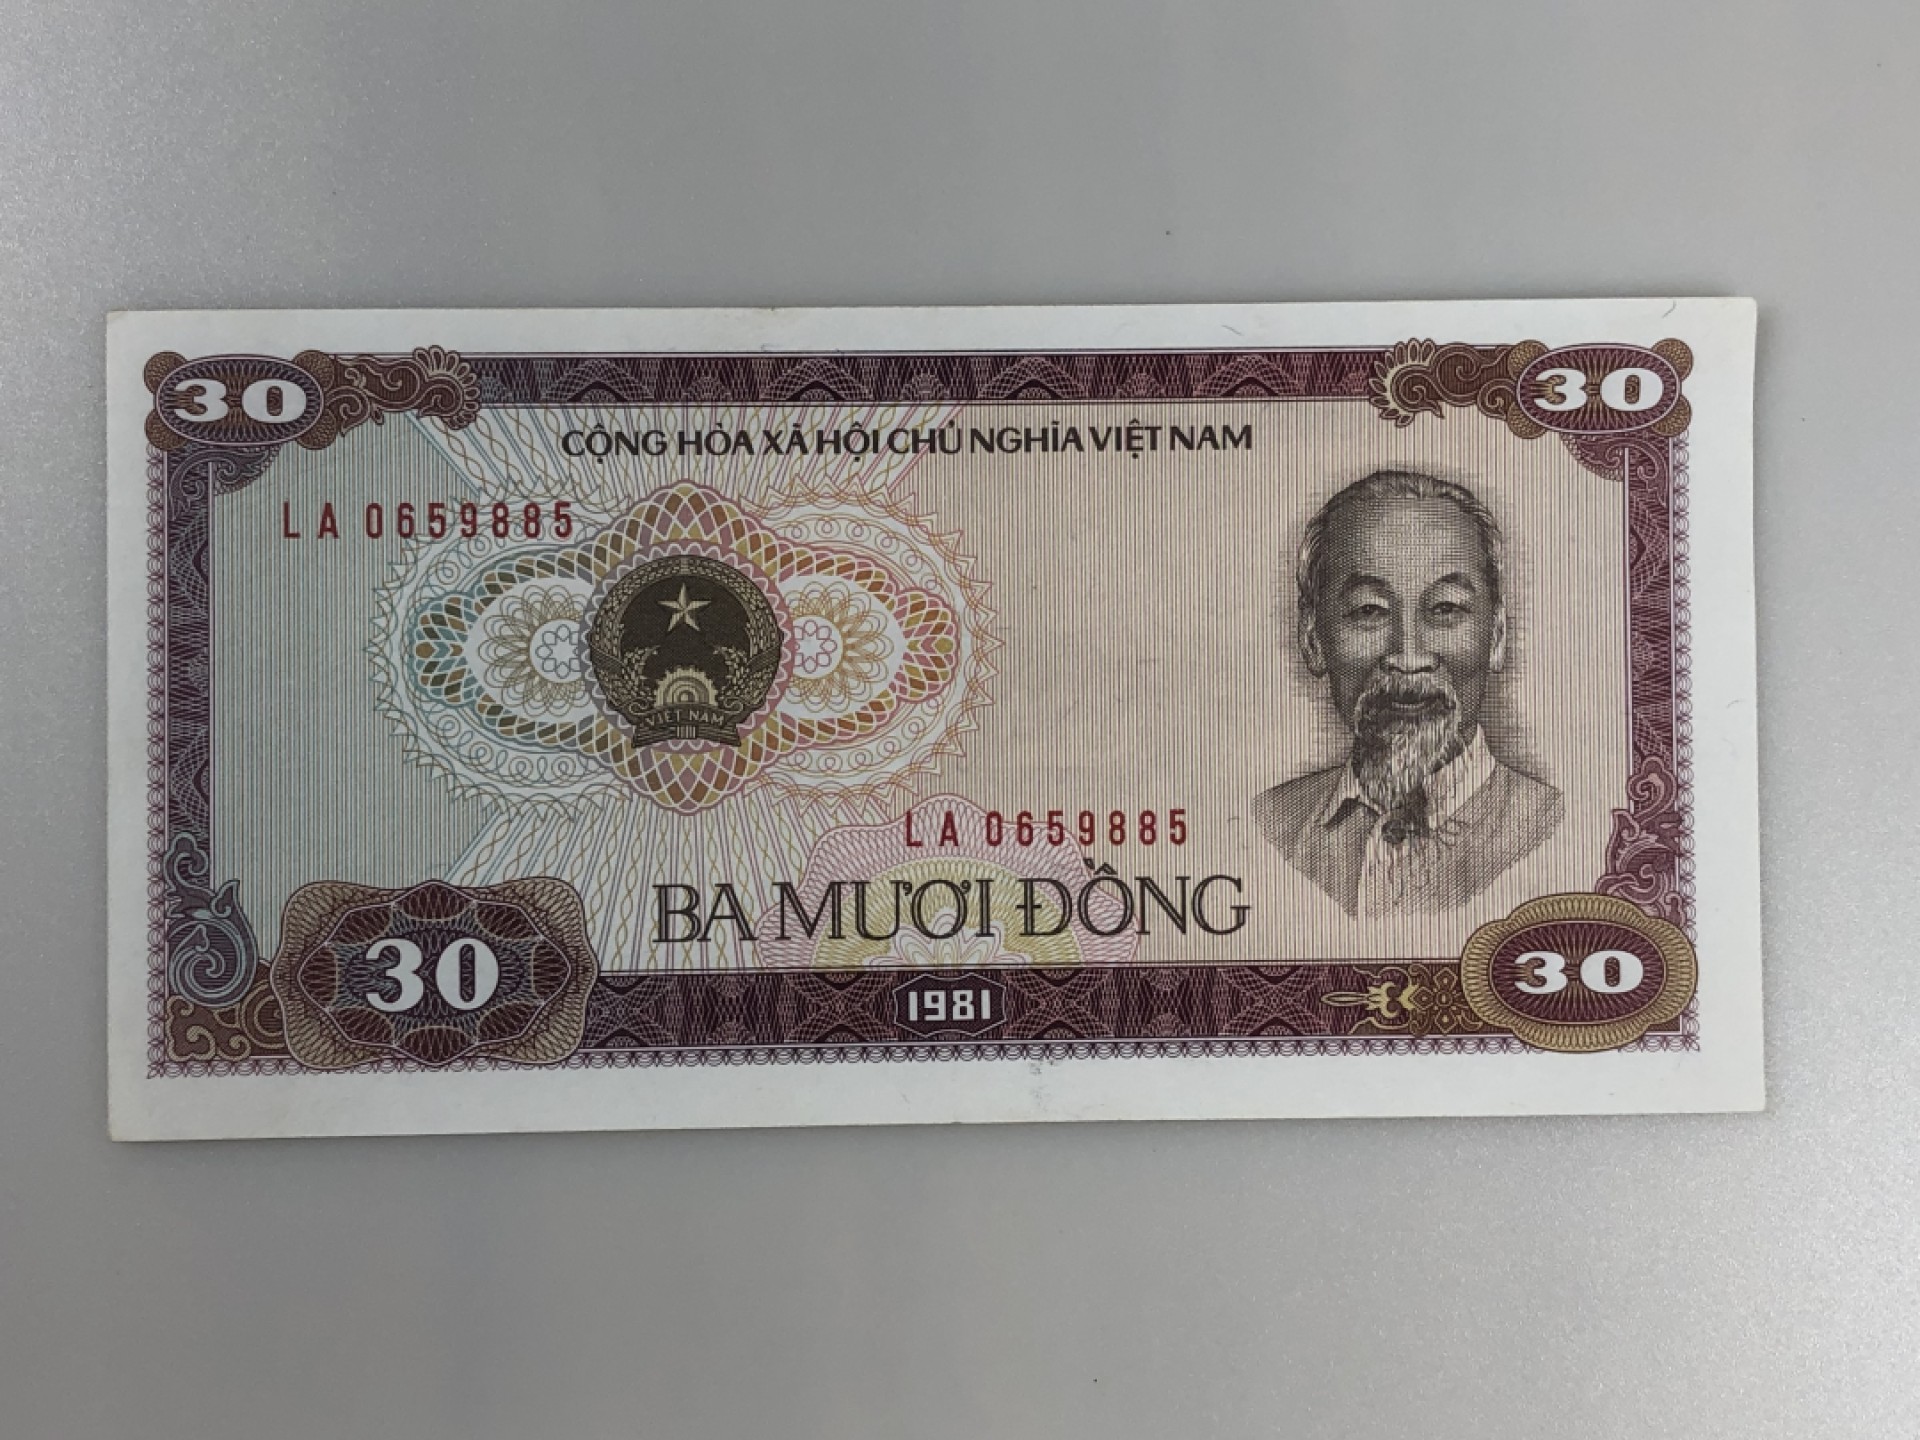 30 30
CỘNG HÒA XÃ HỘI CHỦ NGHĨA VIỆT NAM
LA 0659885
VIỆT NAM
LA 0659885
BA MƯƠI ĐỒNG
30 1981 30